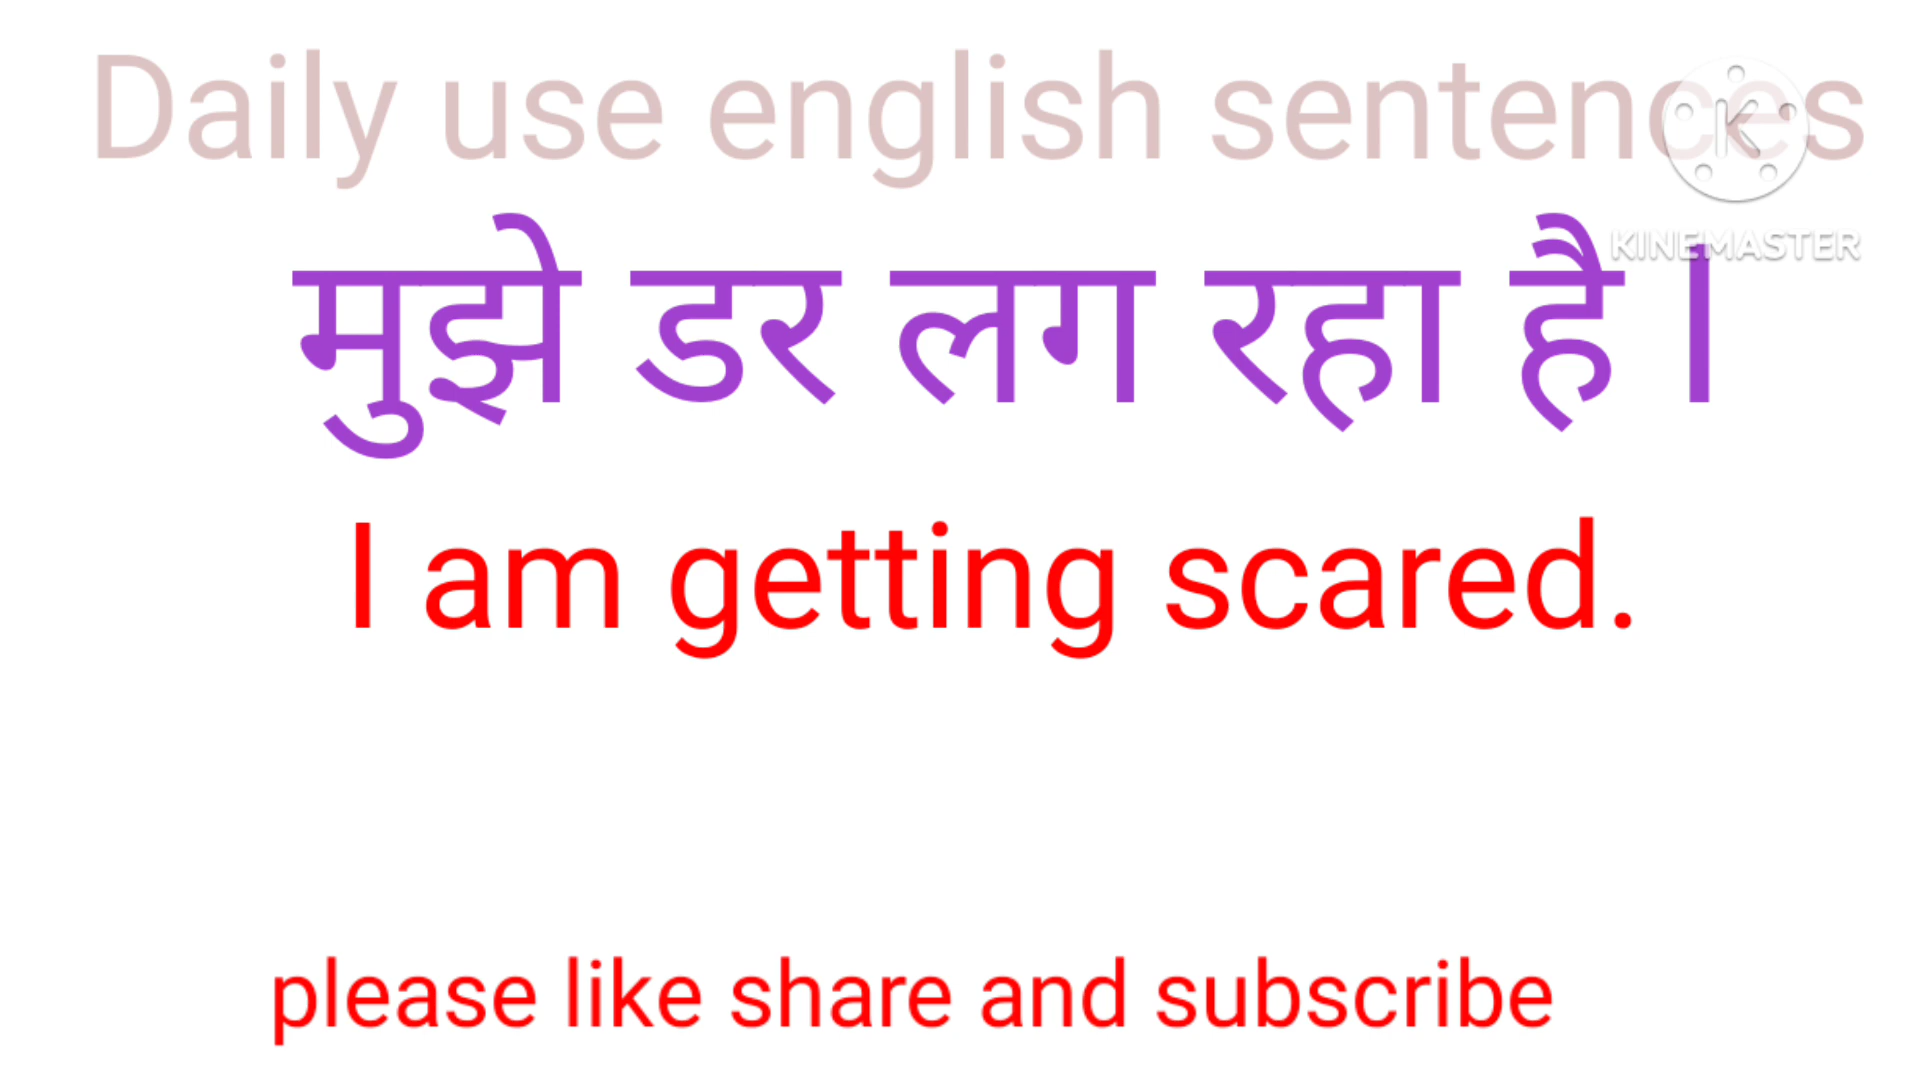 Daily use english sentences
मुझे डर लग रहा है ।
KINEMASTER
I am getting scared.
please like share and subscribe